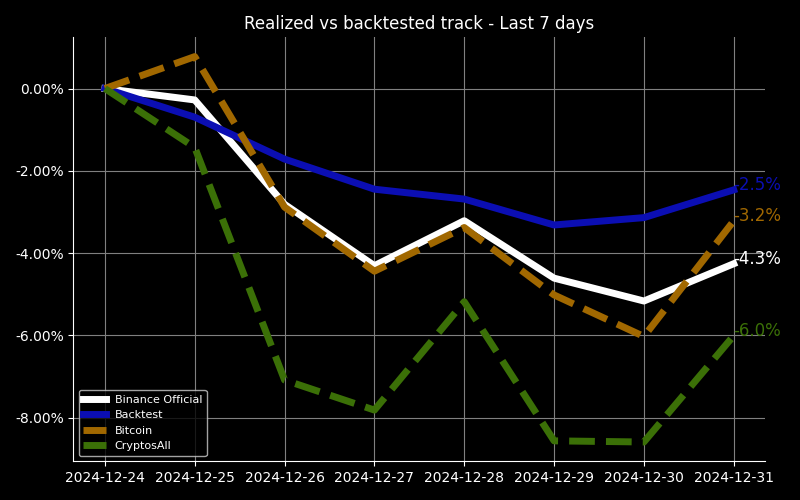 Realized vs backtested track - Last 7 days
0.00%
-2.00%
-4.00%
-6.00%
-8.00%
-2.5%
-3.2%
-4.3%
-6.0%
Binance Official
Backtest
Bitcoin
CryptosAll
2024-12-24 2024-12-25 2024-12-26 2024-12-27 2024-12-28 2024-12-29 2024-12-30 2024-12-31